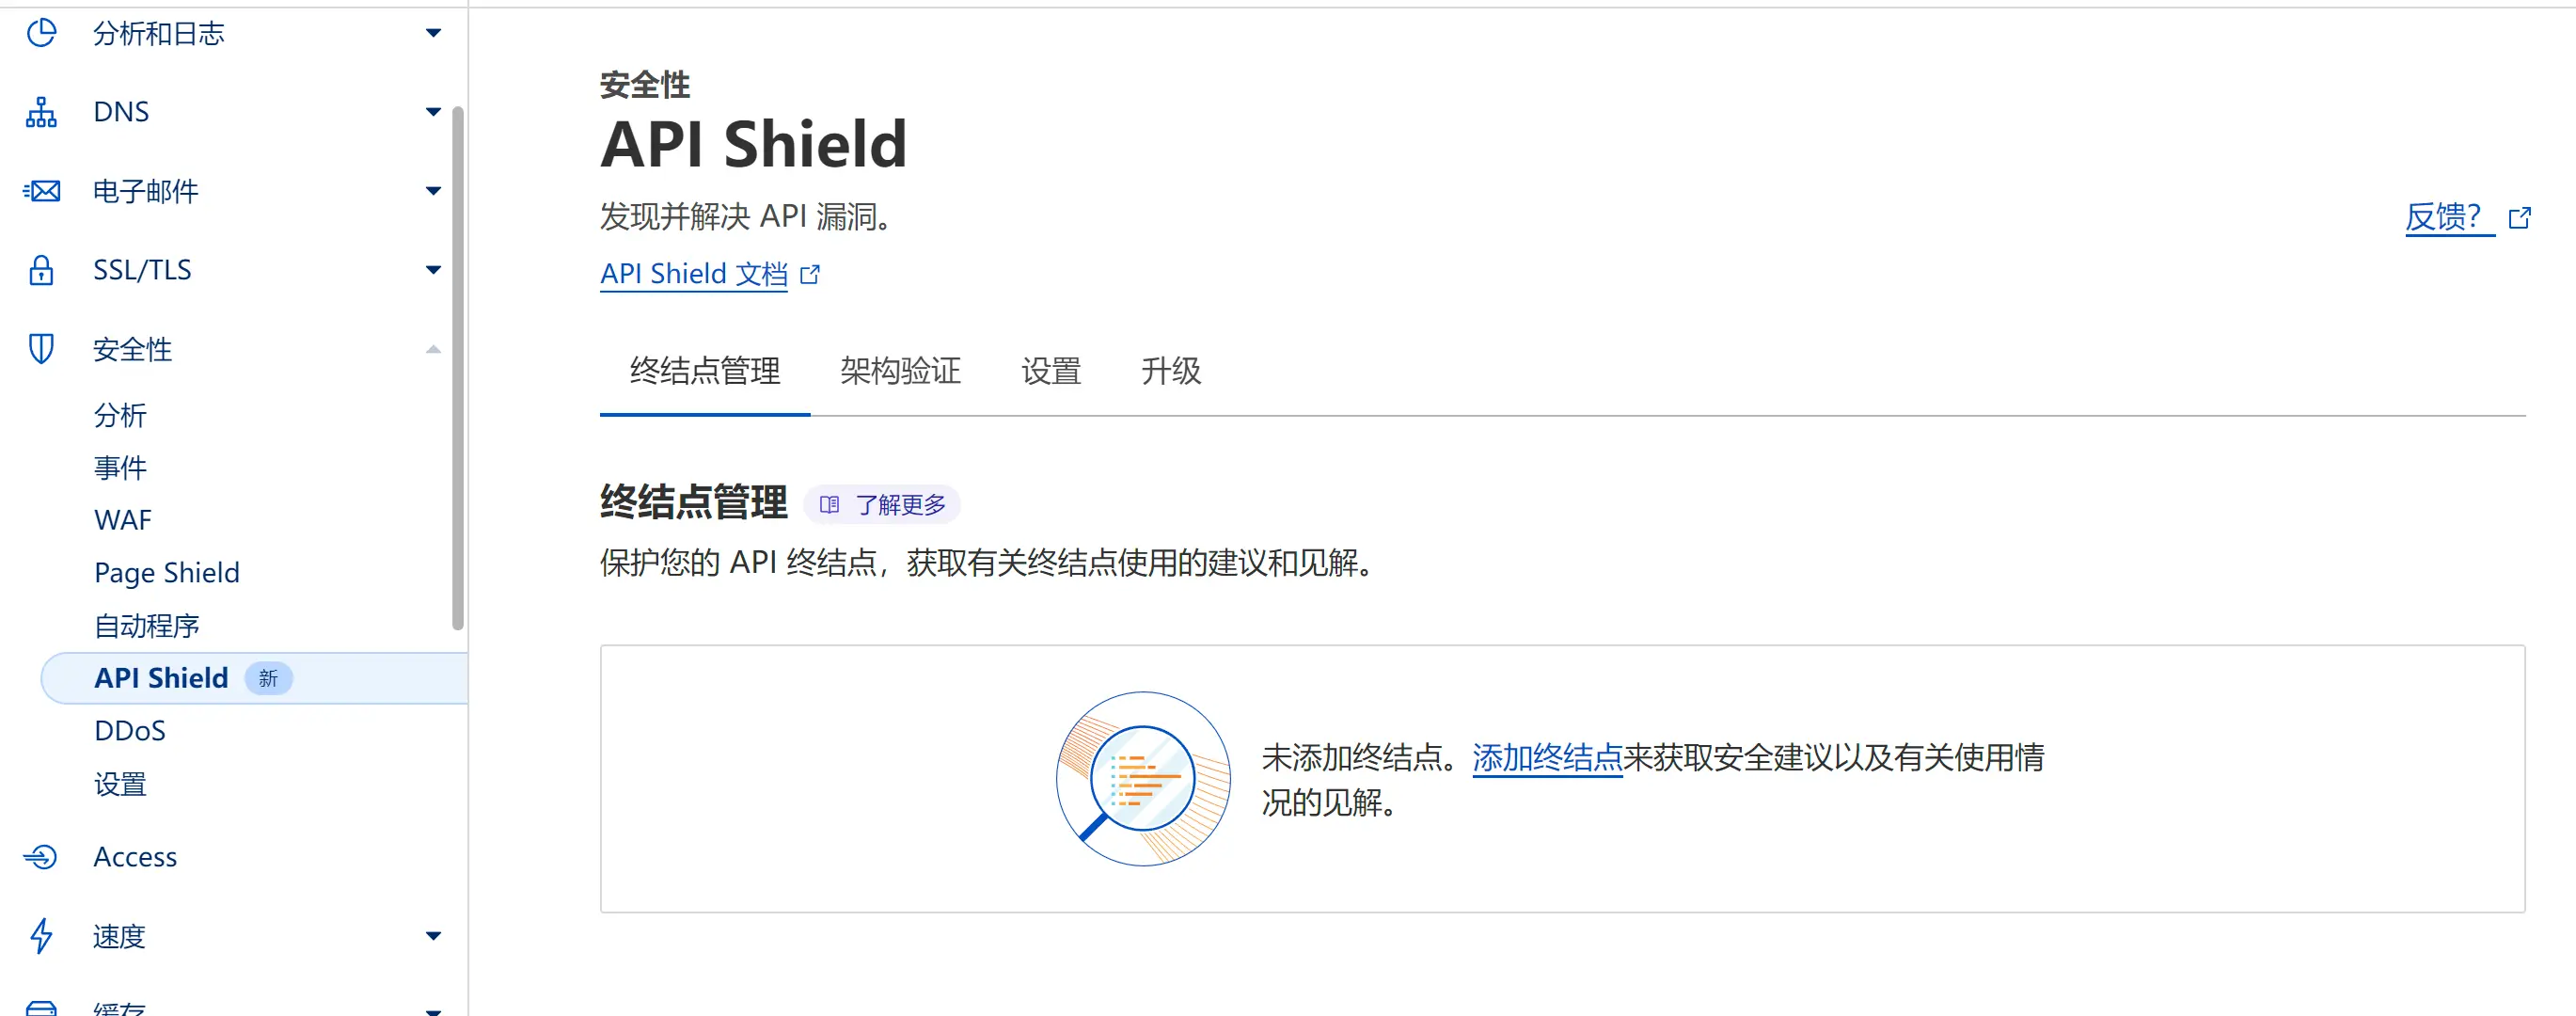 分析和日志
DNS
电子邮件
SSL/TLS
安全性
分析
事件
WAF
Page Shield
自动程序
API Shield 新
DDoS
设置
Access
速度
缓存
安全性
API Shield
发现并解决 API 漏洞。
反馈？
API Shield 文档
终结点管理 架构验证 设置 升级
终结点管理 了解更多
保护您的 API 终结点，获取有关终结点使用的建议和见解。
未添加终结点。添加终结点来获取安全建议以及有关使用情
况的见解。